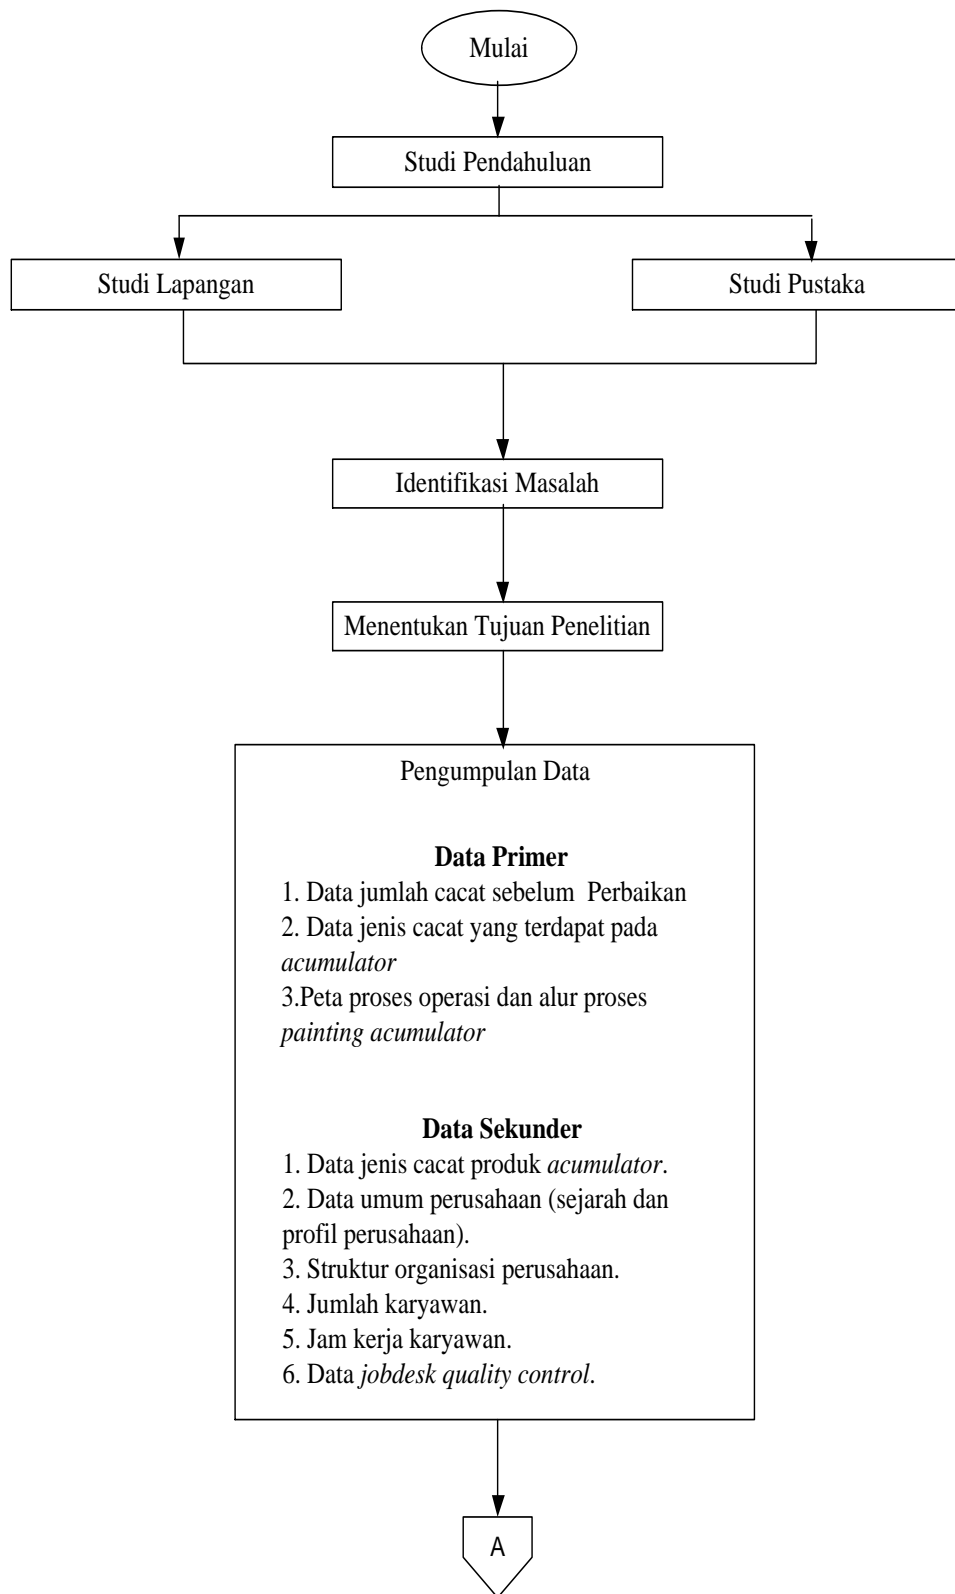 Mulai
Studi Pendahuluan
Studi Lapangan
Studi Pustaka
Identifikasi Masalah
Menentukan Tujuan Penelitian
Pengumpulan Data
Data Primer
1. Data jumlah cacat sebelum  Perbaikan
2. Data jenis cacat yang terdapat pada
acumulator
3.Peta proses operasi dan alur proses
painting acumulator
Data Sekunder
1. Data jenis cacat produk acumulator.
2. Data umum perusahaan (sejarah dan
profil perusahaan).
3. Struktur organisasi perusahaan.
4. Jumlah karyawan.
5. Jam kerja karyawan.
6. Data jobdesk quality control.
A